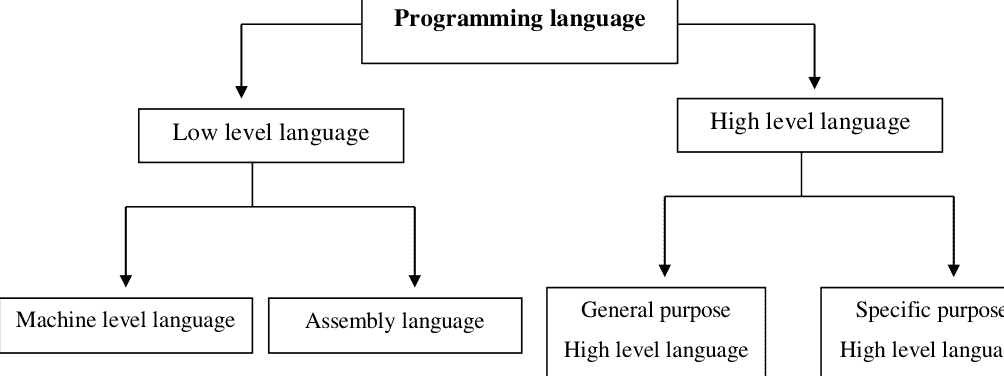 Programming language
Low level language
High level language
Machine level language
Assembly language
General purpose
High level language
Specific purpose
High level langua